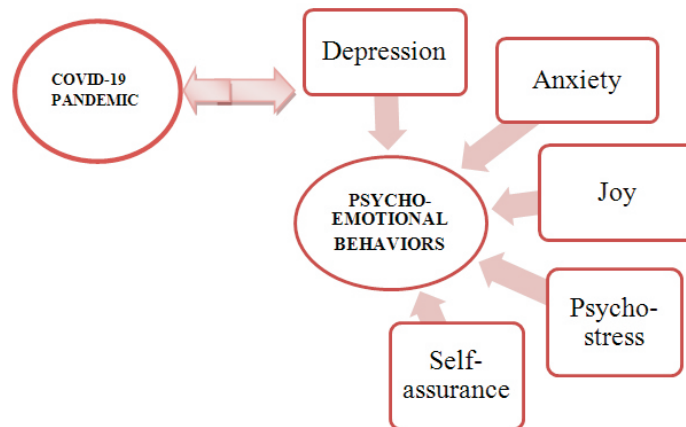 COVID-19
PANDEMIC
Depression
Anxiety
PSYCHO-
EMOTIONAL
BEHAVIORS
Joy
Psycho-
stress
Self-
assurance